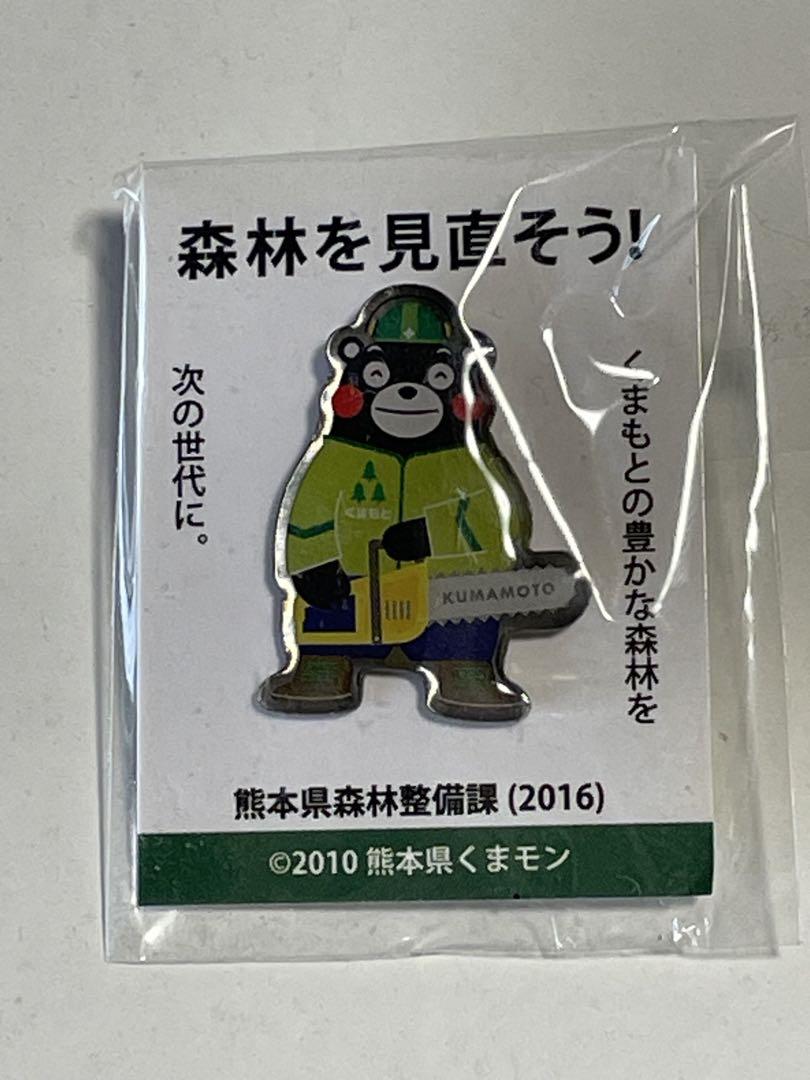 森林を見直そう!
くまもとの豊かな森林を
次の世代に。
くまもと
KUMAMOTO
熊本県森林整備課(2016)
©2010 熊本県くまモン